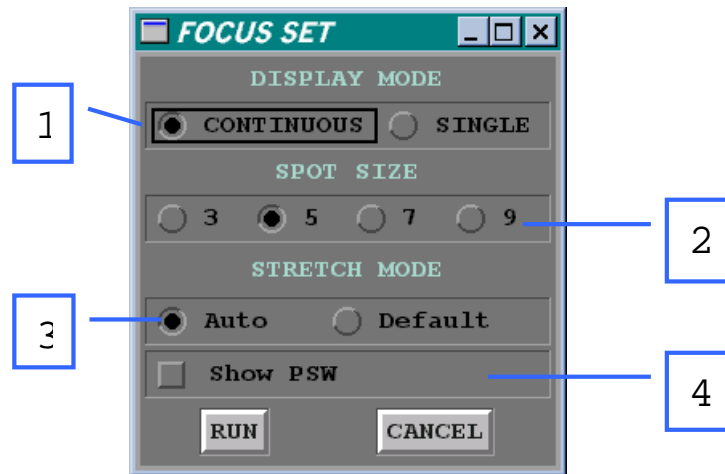 FOCUS SET
DISPLAY MODE
1
CONTINUOUS SINGLE
SPOT SIZE
3 5 7 9
2
STRETCH MODE
3
Auto Default
Show PSW
4
RUN CANCEL